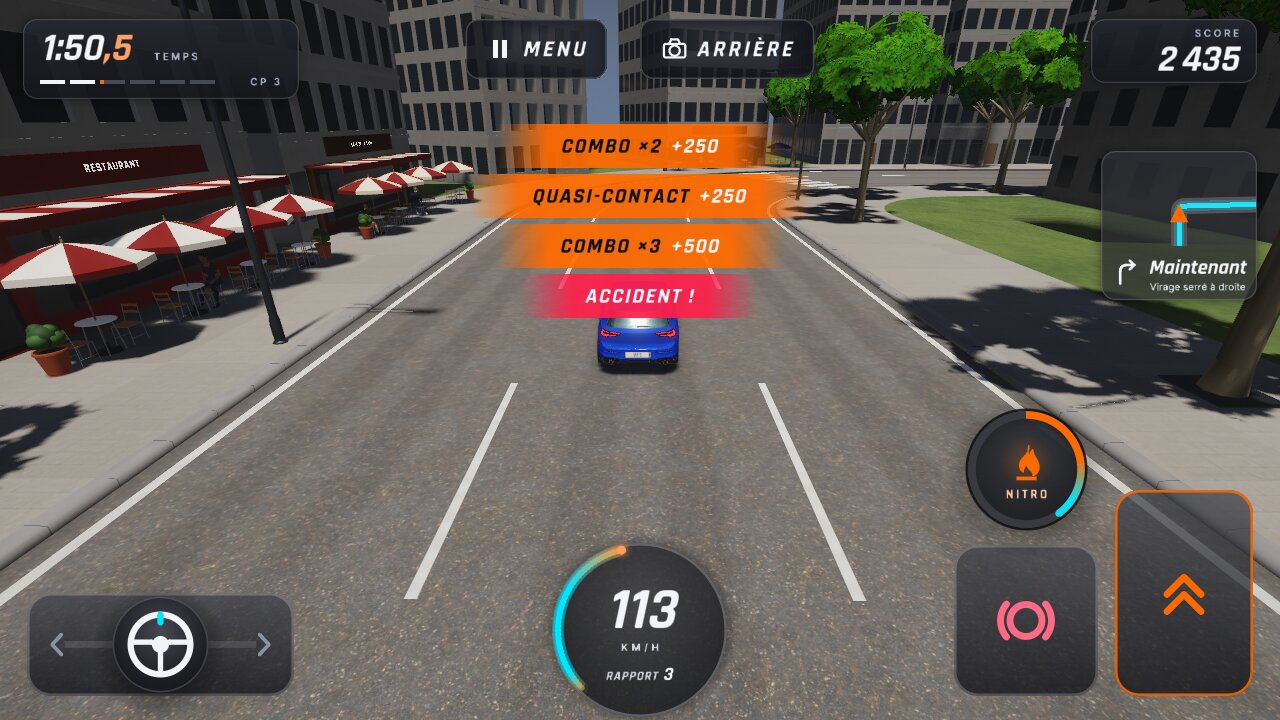 1:50,5 TEMPS
CP 3
MENU
ARRIÈRE
SCORE
2 435
RESTAURANT
COMBO ×2 +250
QUASI-CONTACT +250
COMBO ×3 +500
ACCIDENT !
Maintenant
Virage serré à droite
NITRO
113
KM/H
RAPPORT 3